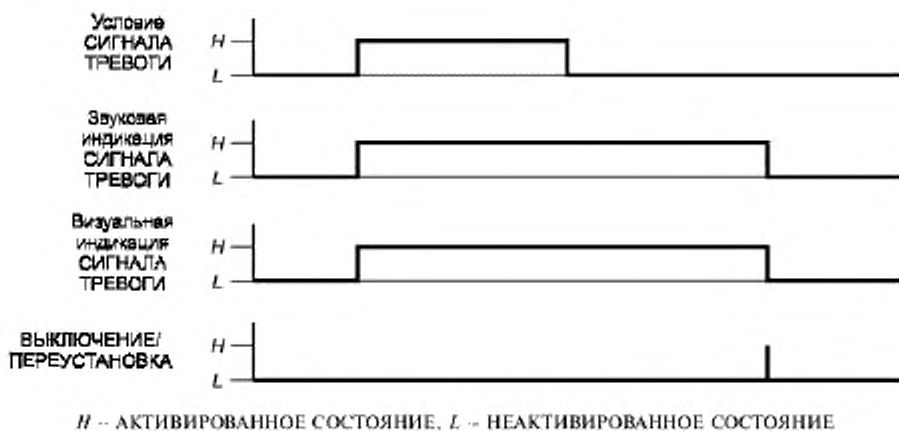 Условие
СИГНАЛА
ТРЕВОГИ
H
L
Звуковая
индикация
СИГНАЛА
ТРЕВОГИ
H
L
Визуальная
индикация
СИГНАЛА
ТРЕВОГИ
H
L
ВЫКЛЮЧЕНИЕ/
ПЕРЕУСТАНОВКА
H
L
H -- АКТИВИРОВАННОЕ СОСТОЯНИЕ, L -- НЕАКТИВИРОВАННОЕ СОСТОЯНИЕ